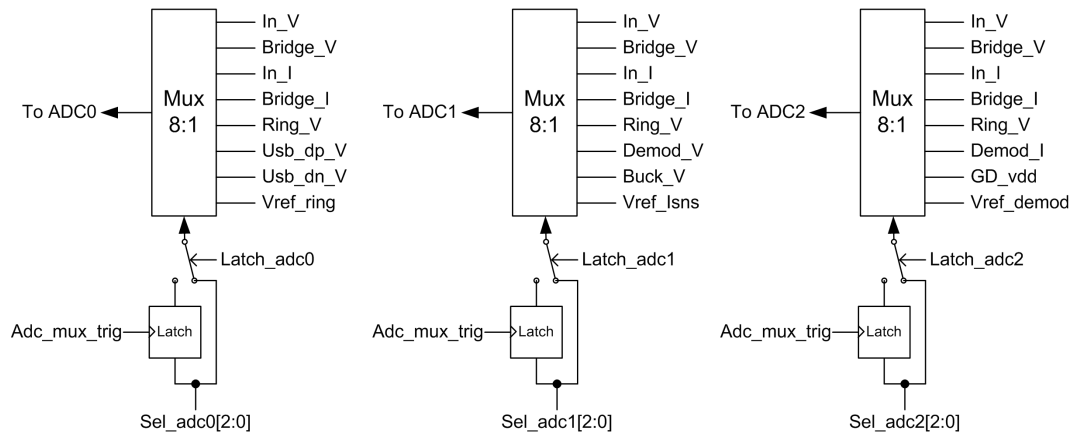 In_V
Bridge_V
In_I
Bridge_I
Ring_V
Usb_dp_V
Usb_dn_V
Vref_ring
Mux
8:1
To ADC0
Latch_adc0
Adc_mux_trig
Latch
Sel_adc0[2:0]
In_V
Bridge_V
In_I
Bridge_I
Ring_V
Demod_V
Buck_V
Vref_Isns
Mux
8:1
To ADC1
Latch_adc1
Adc_mux_trig
Latch
Sel_adc1[2:0]
In_V
Bridge_V
In_I
Bridge_I
Ring_V
Demod_I
GD_vdd
Vref_demod
Mux
8:1
To ADC2
Latch_adc2
Adc_mux_trig
Latch
Sel_adc2[2:0]